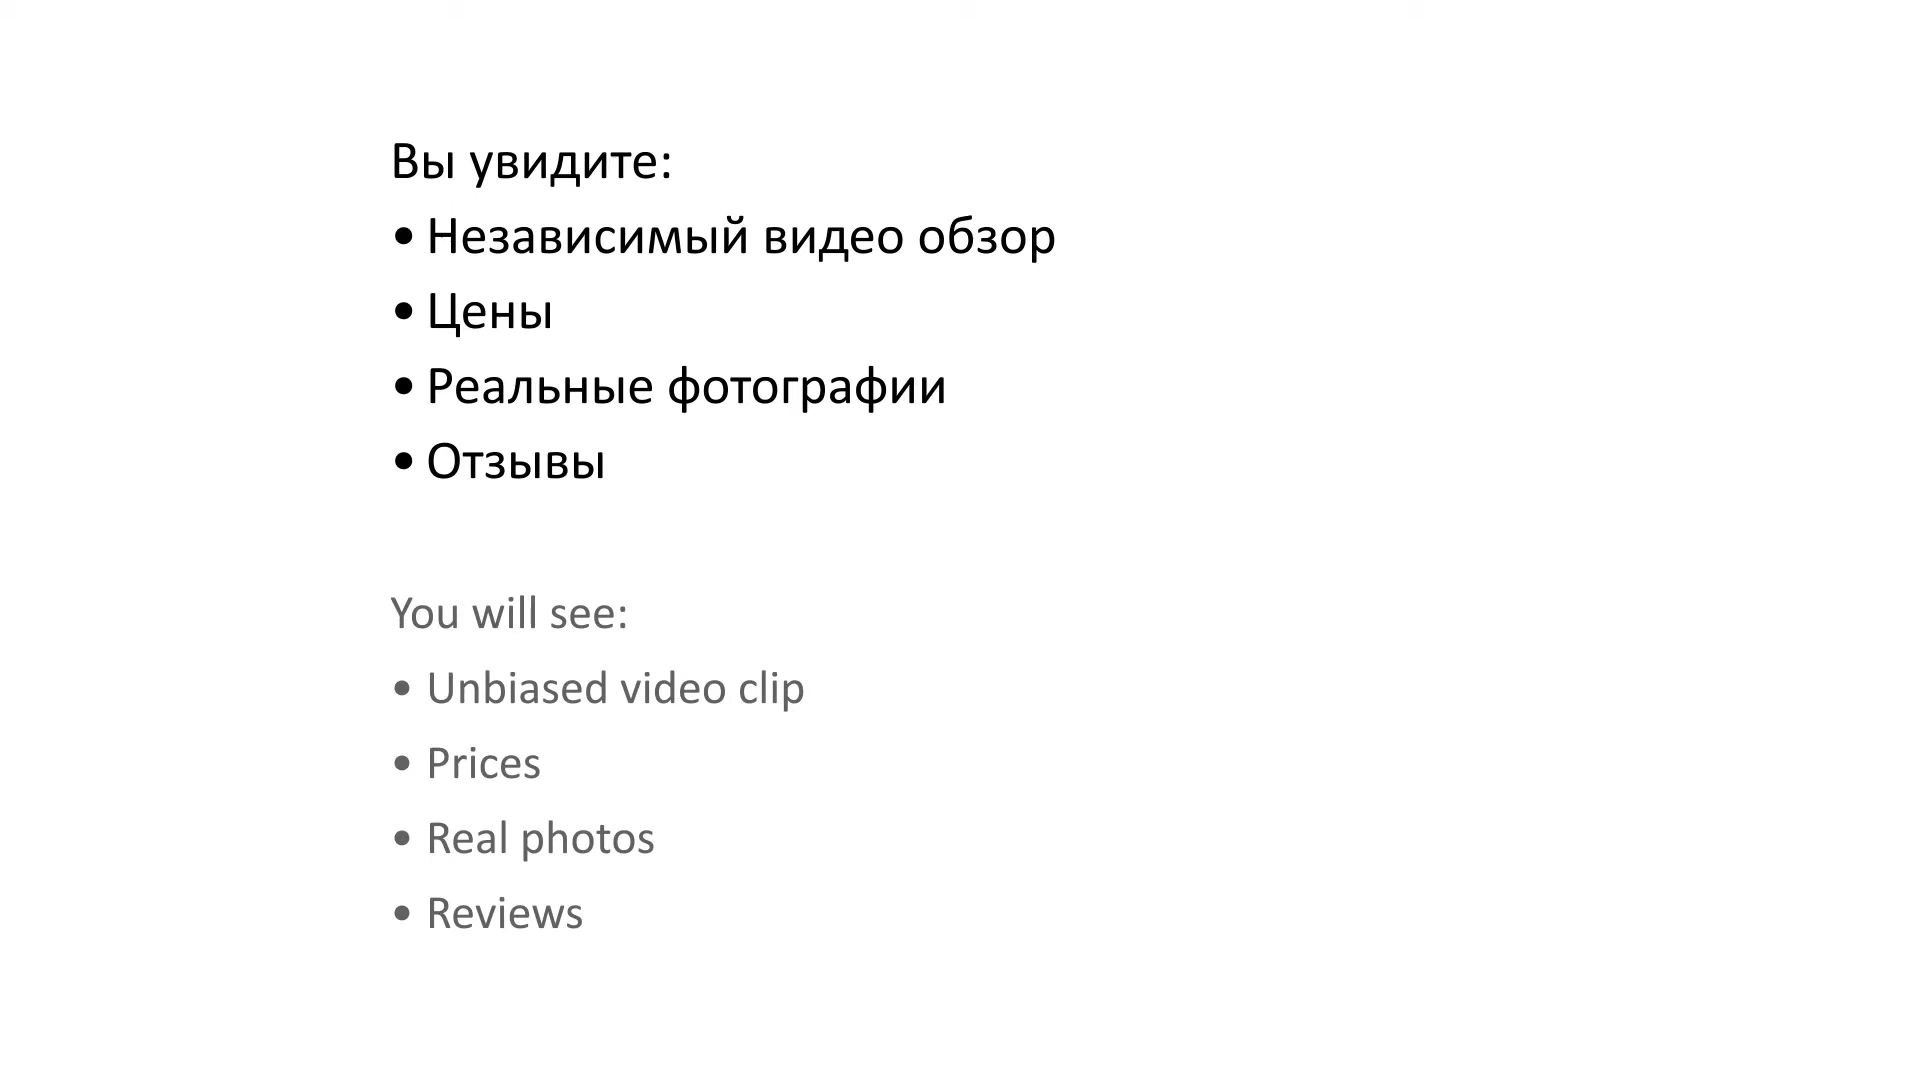 Вы увидите:
• Независимый видео обзор
• Цены
• Реальные фотографии
• Отзывы
You will see:
• Unbiased video clip
• Prices
• Real photos
• Reviews